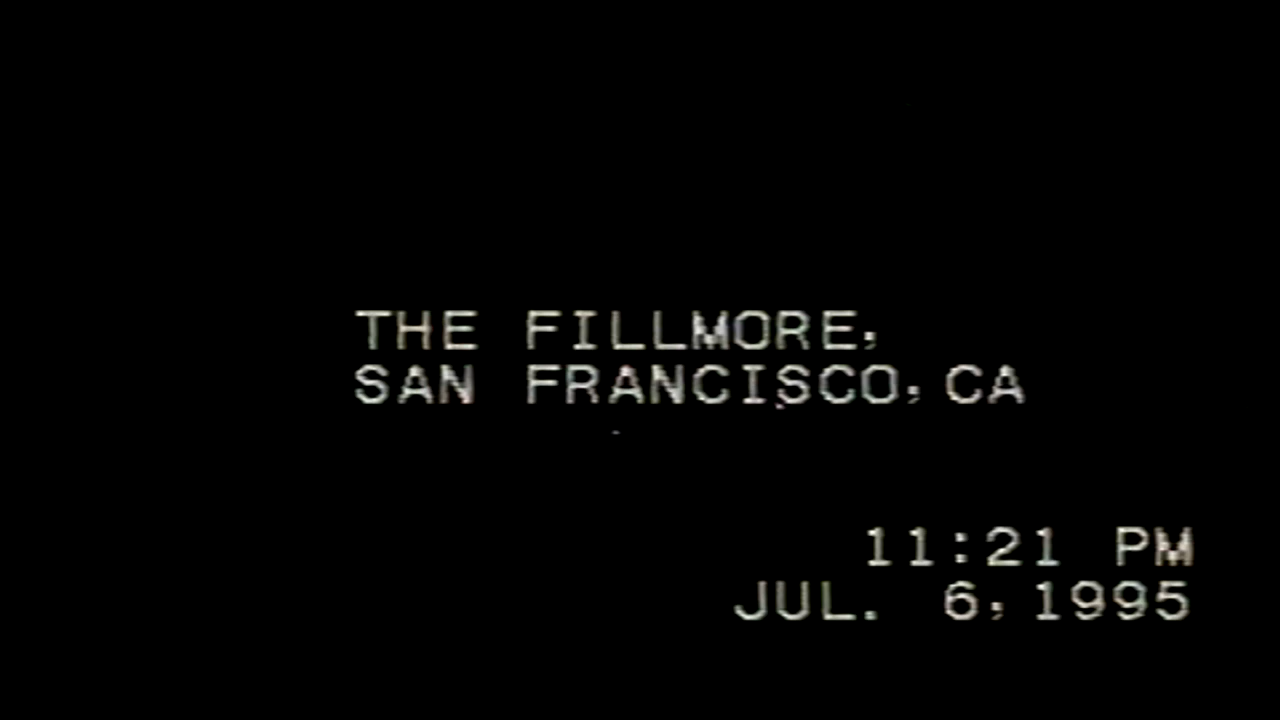 THE FILLMORE,
SAN FRANCISCO, CA
11:21 PM
JUL. 6, 1995